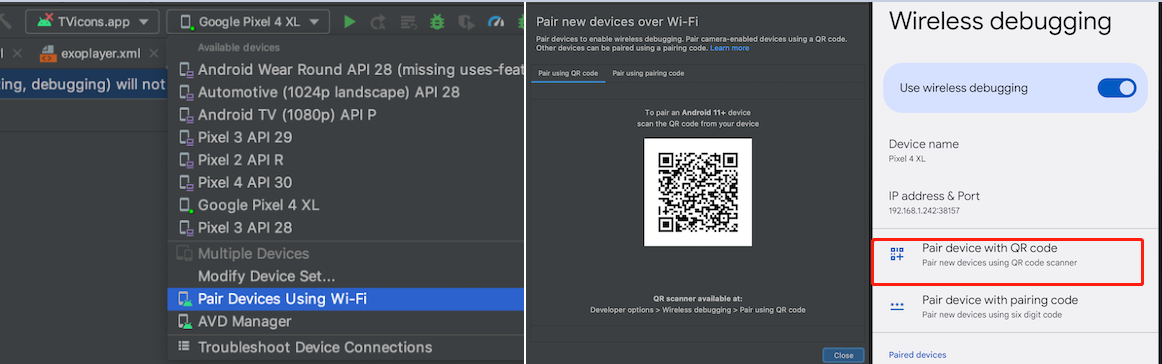 TVicons.app
Google Pixel 4 XL
exoplayer.xml
ting, debugging) will not
Available devices
Android Wear Round API 28 (missing uses-feat
Automotive (1024p landscape) API 28
Android TV (1080p) API P
Pixel 3 API 29
Pixel 2 API R
Pixel 4 API 30
Google Pixel 4 XL
Pixel 3 API 28
Multiple Devices
Modify Device Set...
Pair Devices Using Wi-Fi
AVD Manager
Troubleshoot Device Connections
Pair new devices over Wi-Fi
Pair devices to enable wireless debugging. Pair camera-enabled devices using a QR code.
Other devices can be paired using a pairing code. Learn more
Pair using QR code
Pair using pairing code
To pair an Android 11+ device
scan the QR code from your device
QR scanner available at:
Developer options > Wireless debugging > Pair using QR code
Close
Wireless debugging
Use wireless debugging
Device name
Pixel 4 XL
IP address & Port
192.168.1.242:38157
Pair device with QR code
Pair new devices using QR code scanner
Pair device with pairing code
Pair new devices using six digit code
Paired devices